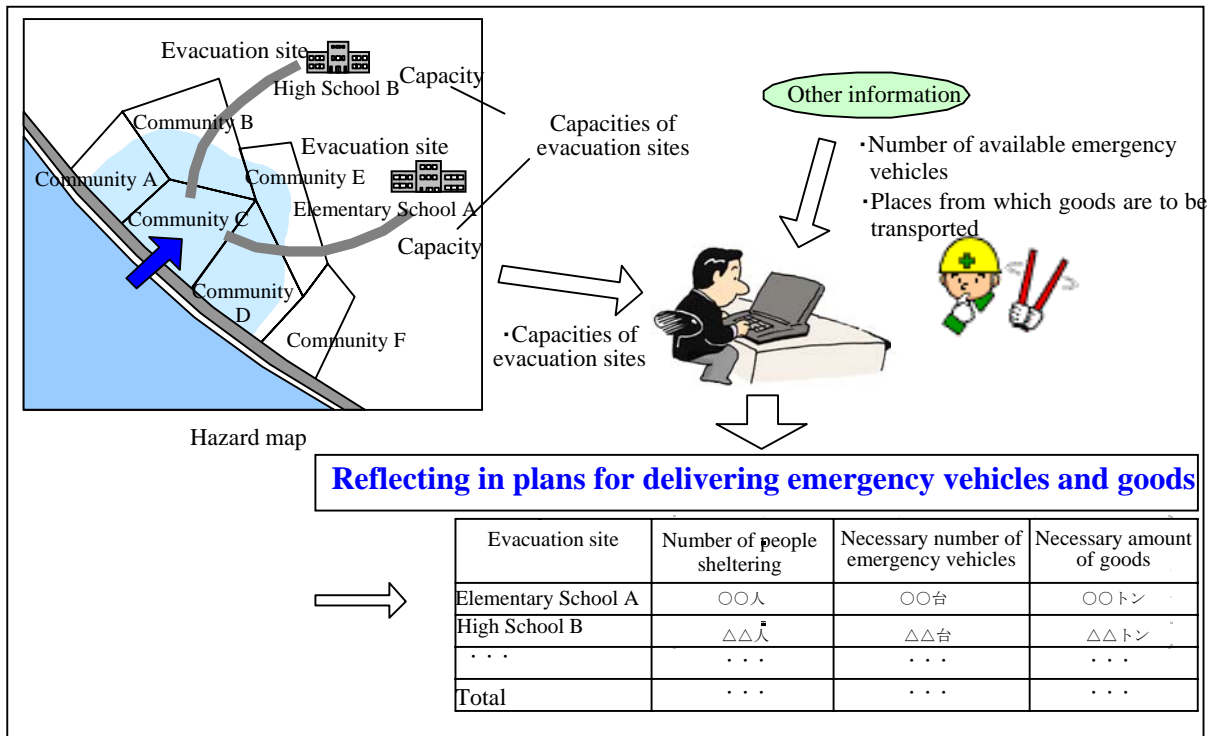 Evacuation site
High School B
Capacity
Community B
Evacuation site
Community A
Community E
Elementary School A
Community C
Capacity
Community
D
Community F
Hazard map
Capacities of
evacuation sites
Other information
・Number of available emergency
vehicles
・Places from which goods are to be
transported
・Capacities of
evacuation sites
Reflecting in plans for delivering emergency vehicles and goods
Evacuation site Number of people sheltering Necessary number of emergency vehicles Necessary amount of goods
Elementary School A ○○人 ○○台 ○○トン
High School B △△人 △△台 △△トン
・・・ ・・・ ・・・ ・・・
Total ・・・ ・・・ ・・・